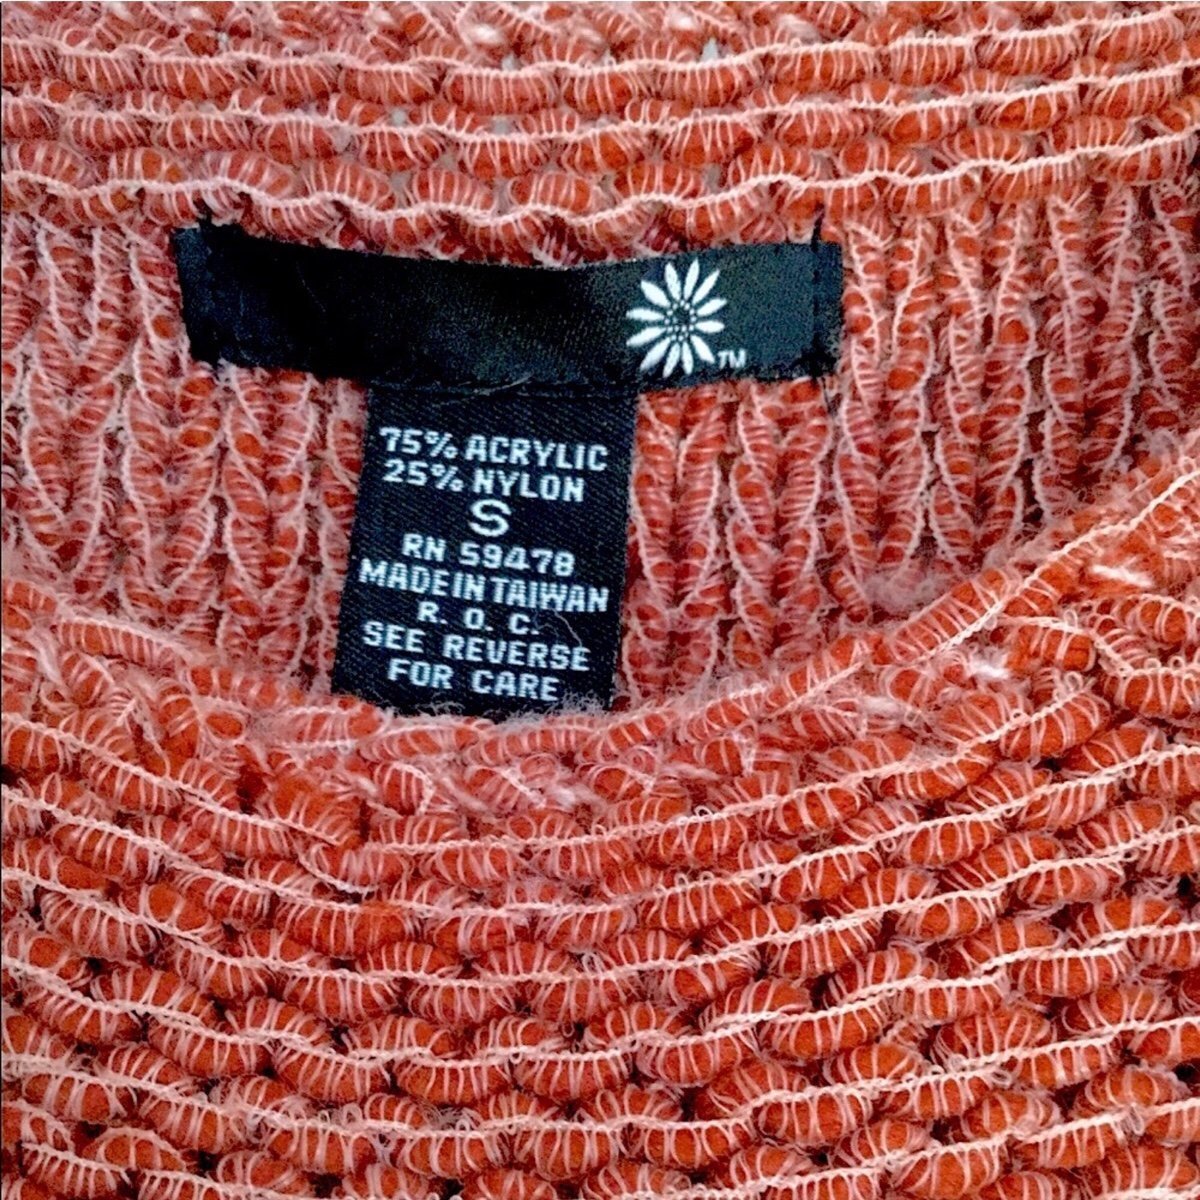 TM
75% ACRYLIC
25% NYLON
S
RN 59478
MADE IN TAIWAN
R. O. C.
SEE REVERSE
FOR CARE